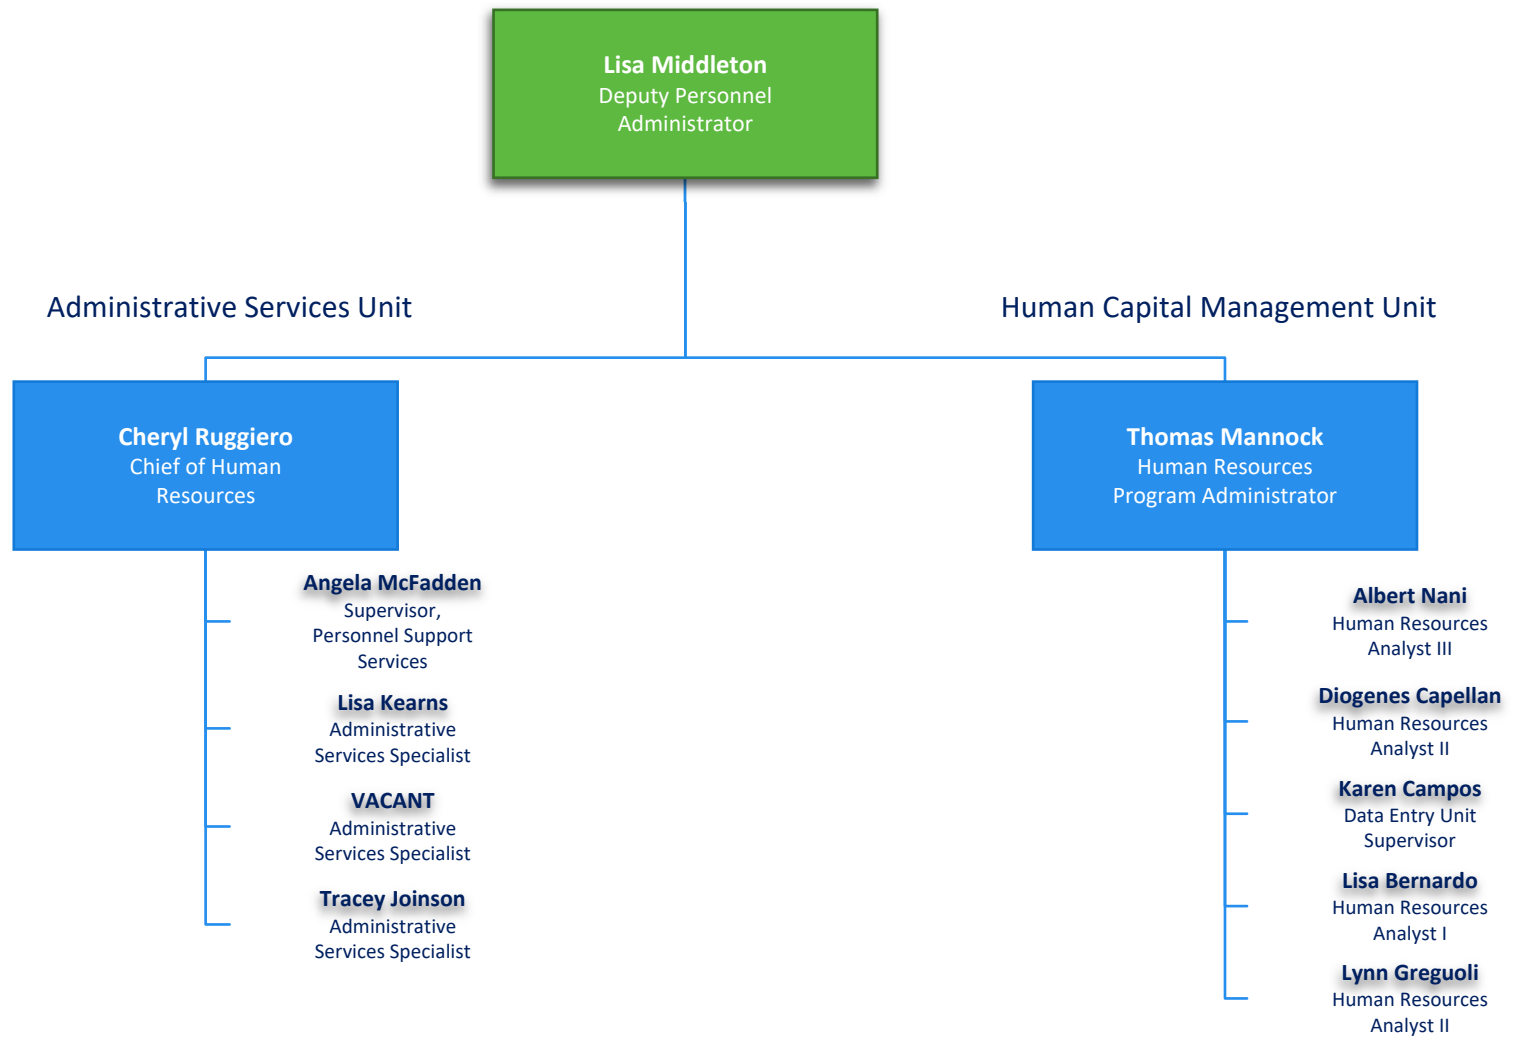 Lisa Middleton
Deputy Personnel
Administrator
Administrative Services Unit
Human Capital Management Unit
Cheryl Ruggiero
Chief of Human
Resources
Thomas Mannock
Human Resources
Program Administrator
Angela McFadden
Supervisor,
Personnel Support
Services
Lisa Kearns
Administrative
Services Specialist
VACANT
Administrative
Services Specialist
Tracey Joinson
Administrative
Services Specialist
Albert Nani
Human Resources
Analyst III
Diogenes Capellan
Human Resources
Analyst II
Karen Campos
Data Entry Unit
Supervisor
Lisa Bernardo
Human Resources
Analyst I
Lynn Greguoli
Human Resources
Analyst II